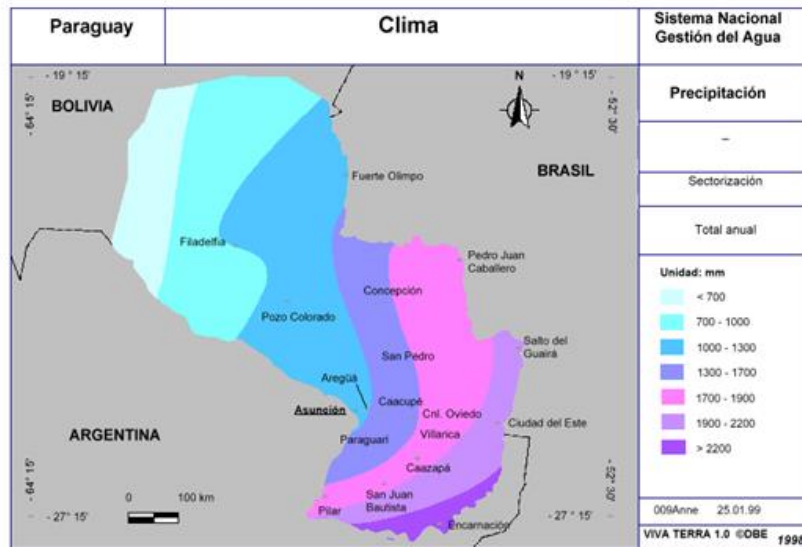 Paraguay
Clima
Sistema Nacional
Gestión del Agua
Precipitación
–
Sectorización
Total anual
Unidad: mm
< 700
700 - 1000
1000 - 1300
1300 - 1700
1700 - 1900
1900 - 2200
> 2200
009Anne 25.01.99
VIVA TERRA 1.0 ©OBE 1998
- 19 ° 15'
- 19 ° 15'
- 64° 15'
- 52° 30'
BOLIVIA
N
BRASIL
Fuerte Olimpo
Filadelfia
Pedro Juan
Caballero
Concepción
Pozo Colorado
San Pedro
Salto del
Guairá
Aregüá
Asunción
Caacupé
Cnl. Oviedo
Ciudad del Este
ARGENTINA
Paraguarí
Villarica
Caazapá
San Juan
Bautista
Pilar
Encarnación
0 100 km
- 64° 15'
- 52° 30'
- 27° 15'
- 27° 15'